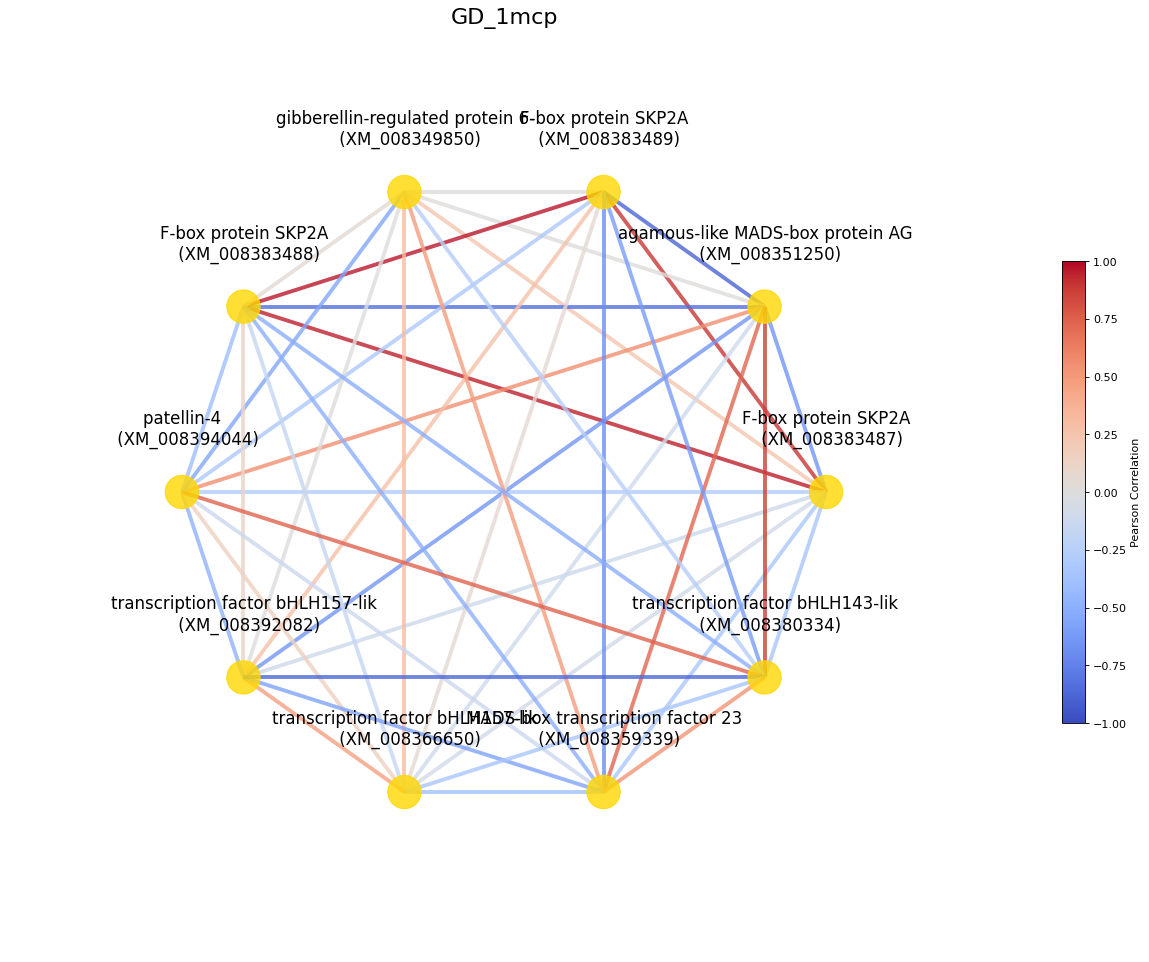 GD_1mcp
gibberellin-regulated protein 6
(XM_008349850)
F-box protein SKP2A
(XM_008383489)
F-box protein SKP2A
(XM_008383488)
agamous-like MADS-box protein AG
(XM_008351250)
patellin-4
(XM_008394044)
F-box protein SKP2A
(XM_008383487)
transcription factor bHLH157-lik
(XM_008392082)
transcription factor bHLH143-lik
(XM_008380334)
transcription factor bHLH157-lik
(XM_008366650)
MADS-box transcription factor 23
(XM_008359339)
1.00
0.75
0.50
0.25
0.00
−0.25
−0.50
−0.75
−1.00
Pearson Correlation